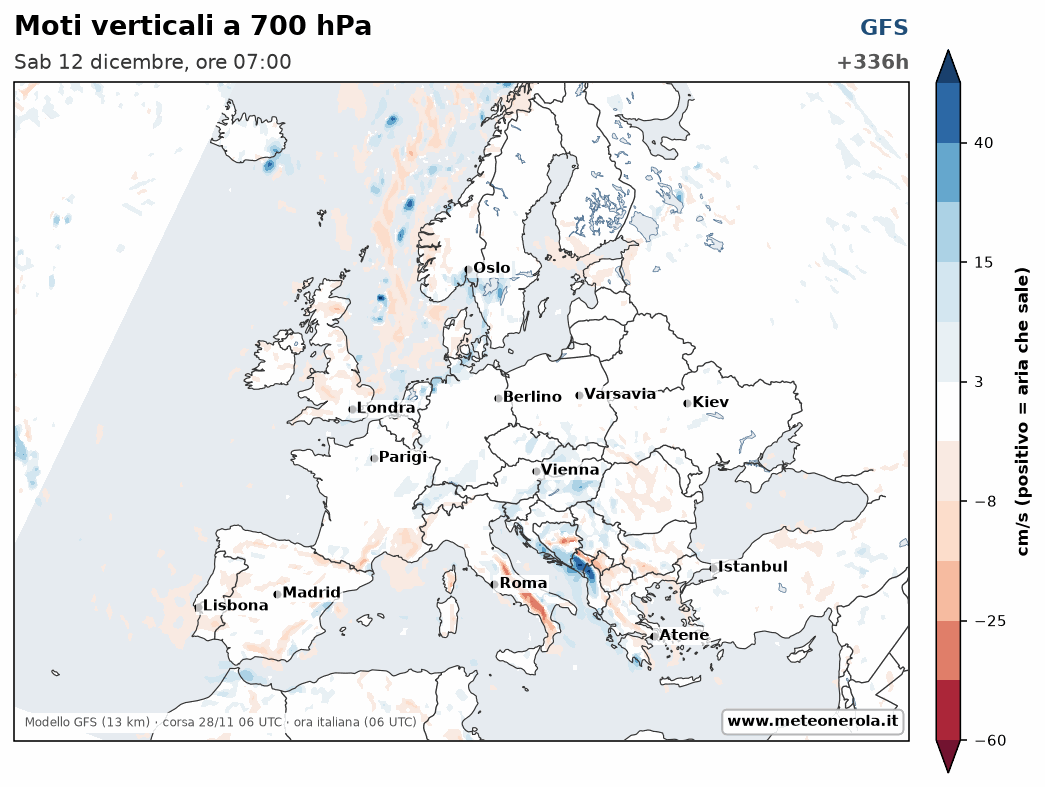 Moti verticali a 700 hPa
GFS
Sab 12 dicembre, ore 07:00
+336h
40
15
3
−8
−25
−60
cm/s (positivo = aria che sale)
Oslo
Berlino
Varsavia
Kiev
Londra
Parigi
Vienna
Istanbul
Roma
Madrid
Lisbona
Atene
Modello GFS (13 km) · corsa 28/11 06 UTC · ora italiana (06 UTC)
www.meteonerola.it